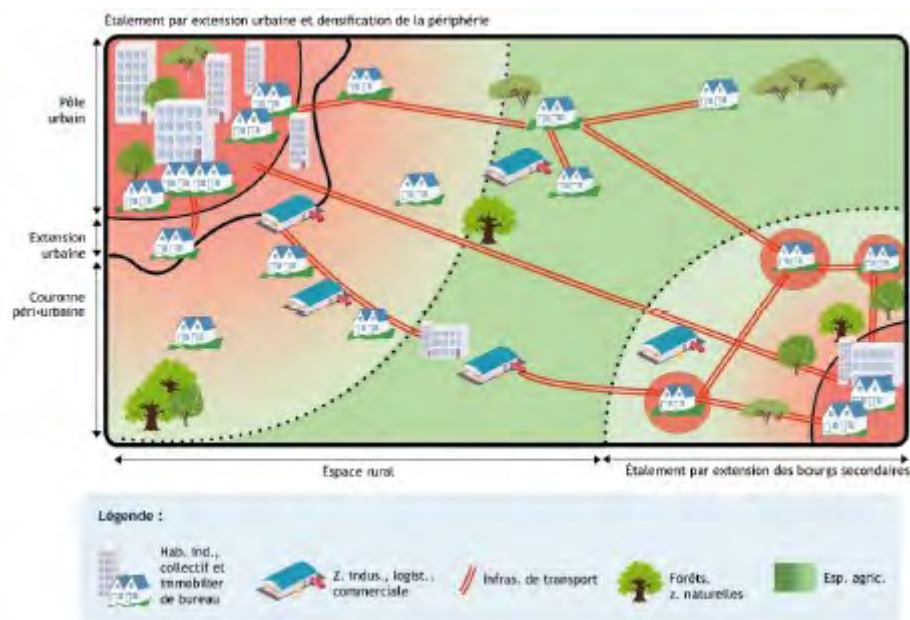 Étalement par extension urbaine et densification de la périphérie
Pôle
urbain
Extension
urbaine
Couronne
péri-urbaine
Espace rural
Étalement par extension des bourgs secondaires
Légende :
Hab. ind.,
collectif et
immobilier
de bureau
Z. indus., logist.,
commerciale
Infras. de transport
Forêts,
z. naturelles
Esp. agric.